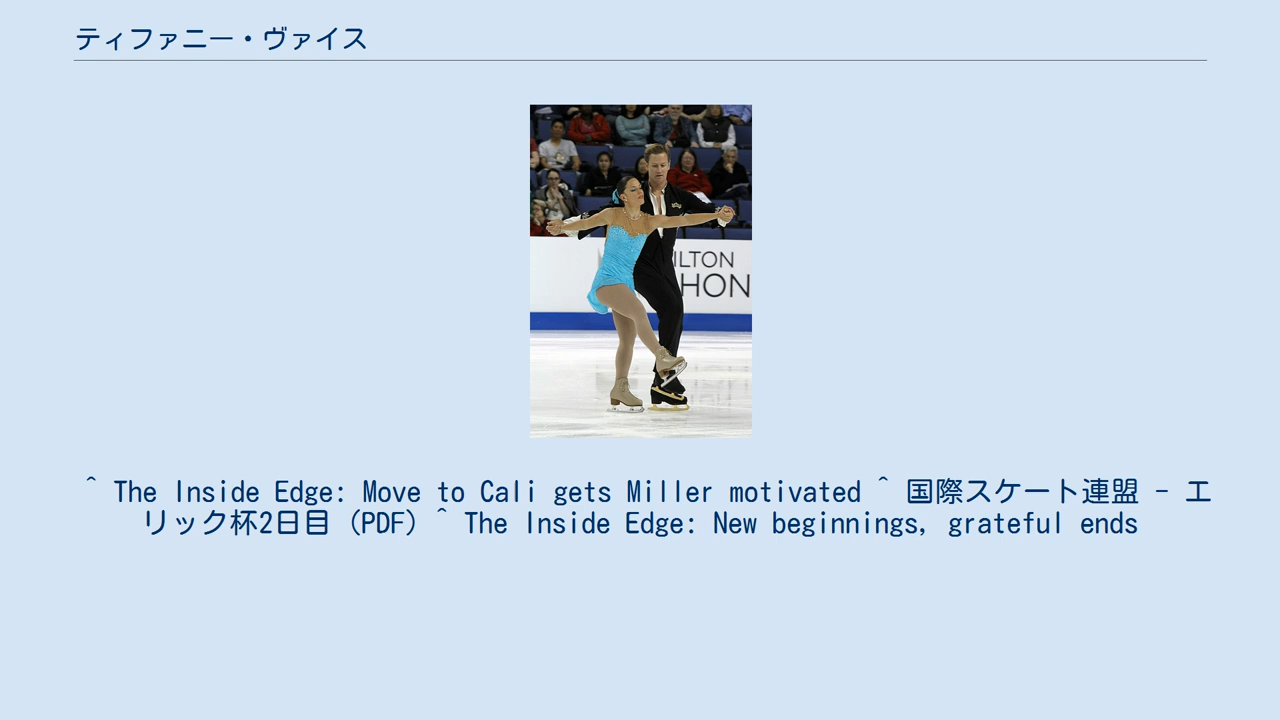 ティファニー・ヴァイス
ILTON
HON
^ The Inside Edge: Move to Cali gets Miller motivated ^ 国際スケート連盟 - エ
リック杯2日目（PDF）^ The Inside Edge: New beginnings, grateful ends